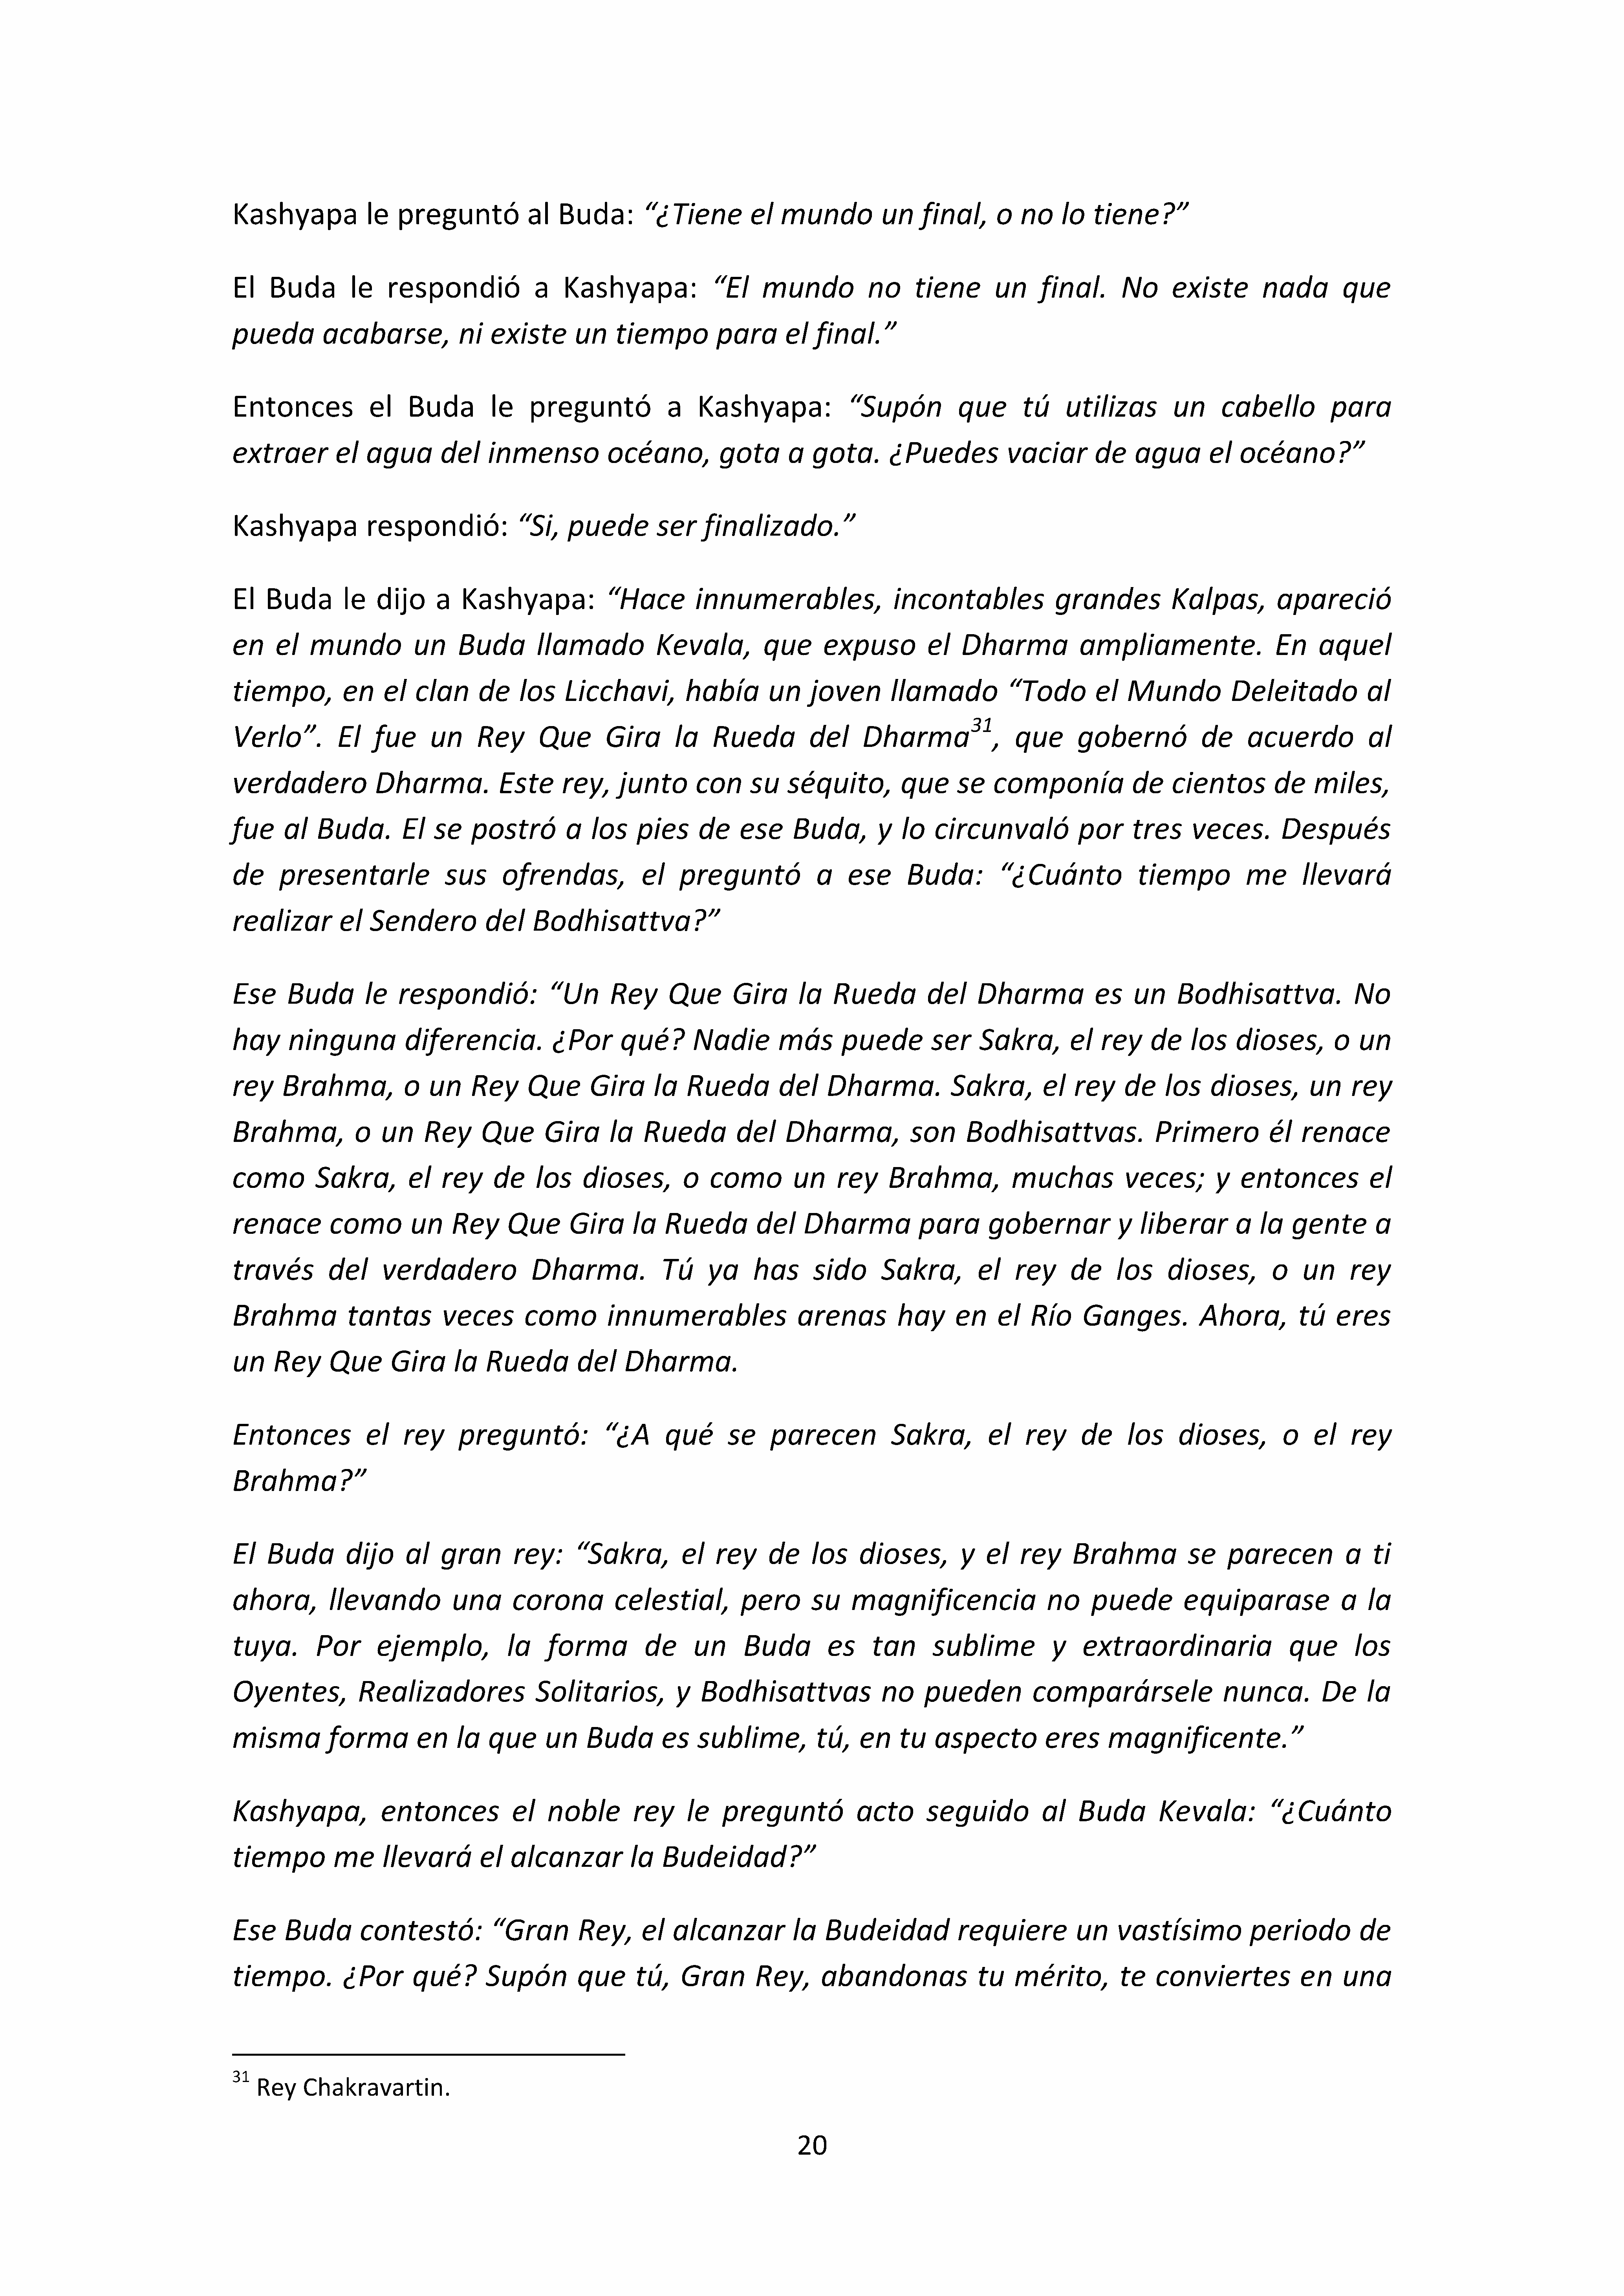 Kashyapa le preguntó al Buda: “¿Tiene el mundo un final, o no lo tiene?”
El Buda le respondió a Kashyapa: “El mundo no tiene un final. No existe nada que
pueda acabarse, ni existe un tiempo para el final.”
Entonces el Buda le preguntó a Kashyapa: “Supón que tú utilizas un cabello para
extraer el agua del inmenso océano, gota a gota. ¿Puedes vaciar de agua el océano?”
Kashyapa respondió: “Si, puede ser finalizado.”
El Buda le dijo a Kashyapa: “Hace innumerables, incontables grandes Kalpas, apareció
en el mundo un Buda llamado Kevala, que expuso el Dharma ampliamente. En aquel
tiempo, en el clan de los Licchavi, había un joven llamado “Todo el Mundo Deleitado al
Verlo”. El fue un Rey Que Gira la Rueda del Dharma31, que gobernó de acuerdo al
verdadero Dharma. Este rey, junto con su séquito, que se componía de cientos de miles,
fue al Buda. El se postró a los pies de ese Buda, y lo circunvaló por tres veces. Después
de presentarle sus ofrendas, el preguntó a ese Buda: “¿Cuánto tiempo me llevará
realizar el Sendero del Bodhisattva?”
Ese Buda le respondió: “Un Rey Que Gira la Rueda del Dharma es un Bodhisattva. No
hay ninguna diferencia. ¿Por qué? Nadie más puede ser Sakra, el rey de los dioses, o un
rey Brahma, o un Rey Que Gira la Rueda del Dharma. Sakra, el rey de los dioses, un rey
Brahma, o un Rey Que Gira la Rueda del Dharma, son Bodhisattvas. Primero él renace
como Sakra, el rey de los dioses, o como un rey Brahma, muchas veces; y entonces el
renace como un Rey Que Gira la Rueda del Dharma para gobernar y liberar a la gente a
través del verdadero Dharma. Tú ya has sido Sakra, el rey de los dioses, o un rey
Brahma tantas veces como innumerables arenas hay en el Río Ganges. Ahora, tú eres
un Rey Que Gira la Rueda del Dharma.
Entonces el rey preguntó: “¿A qué se parecen Sakra, el rey de los dioses, o el rey
Brahma?”
El Buda dijo al gran rey: “Sakra, el rey de los dioses, y el rey Brahma se parecen a ti
ahora, llevando una corona celestial, pero su magnificencia no puede equiparase a la
tuya. Por ejemplo, la forma de un Buda es tan sublime y extraordinaria que los
Oyentes, Realizadores Solitarios, y Bodhisattvas no pueden comparársele nunca. De la
misma forma en la que un Buda es sublime, tú, en tu aspecto eres magnificente.”
Kashyapa, entonces el noble rey le preguntó acto seguido al Buda Kevala: “¿Cuánto
tiempo me llevará el alcanzar la Budeidad?”
Ese Buda contestó: “Gran Rey, el alcanzar la Budeidad requiere un vastísimo periodo de
tiempo. ¿Por qué? Supón que tú, Gran Rey, abandonas tu mérito, te conviertes en una
31 Rey Chakravartin.
20